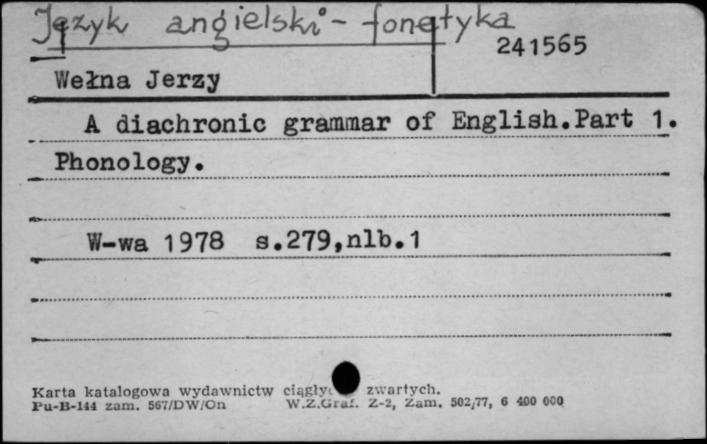 Język angielski - fonetyka
241565
Wełna Jerzy
A diachronic grammar of English.Part 1.
Phonology.
W-wa 1978 s.279,nlb.1
Karta katalogowa wydawnictw zwartych.
Pu-B-144 zam. 567/DW/On W.Z.Graf. Z-2, Zam. 502/77, 6 400 000